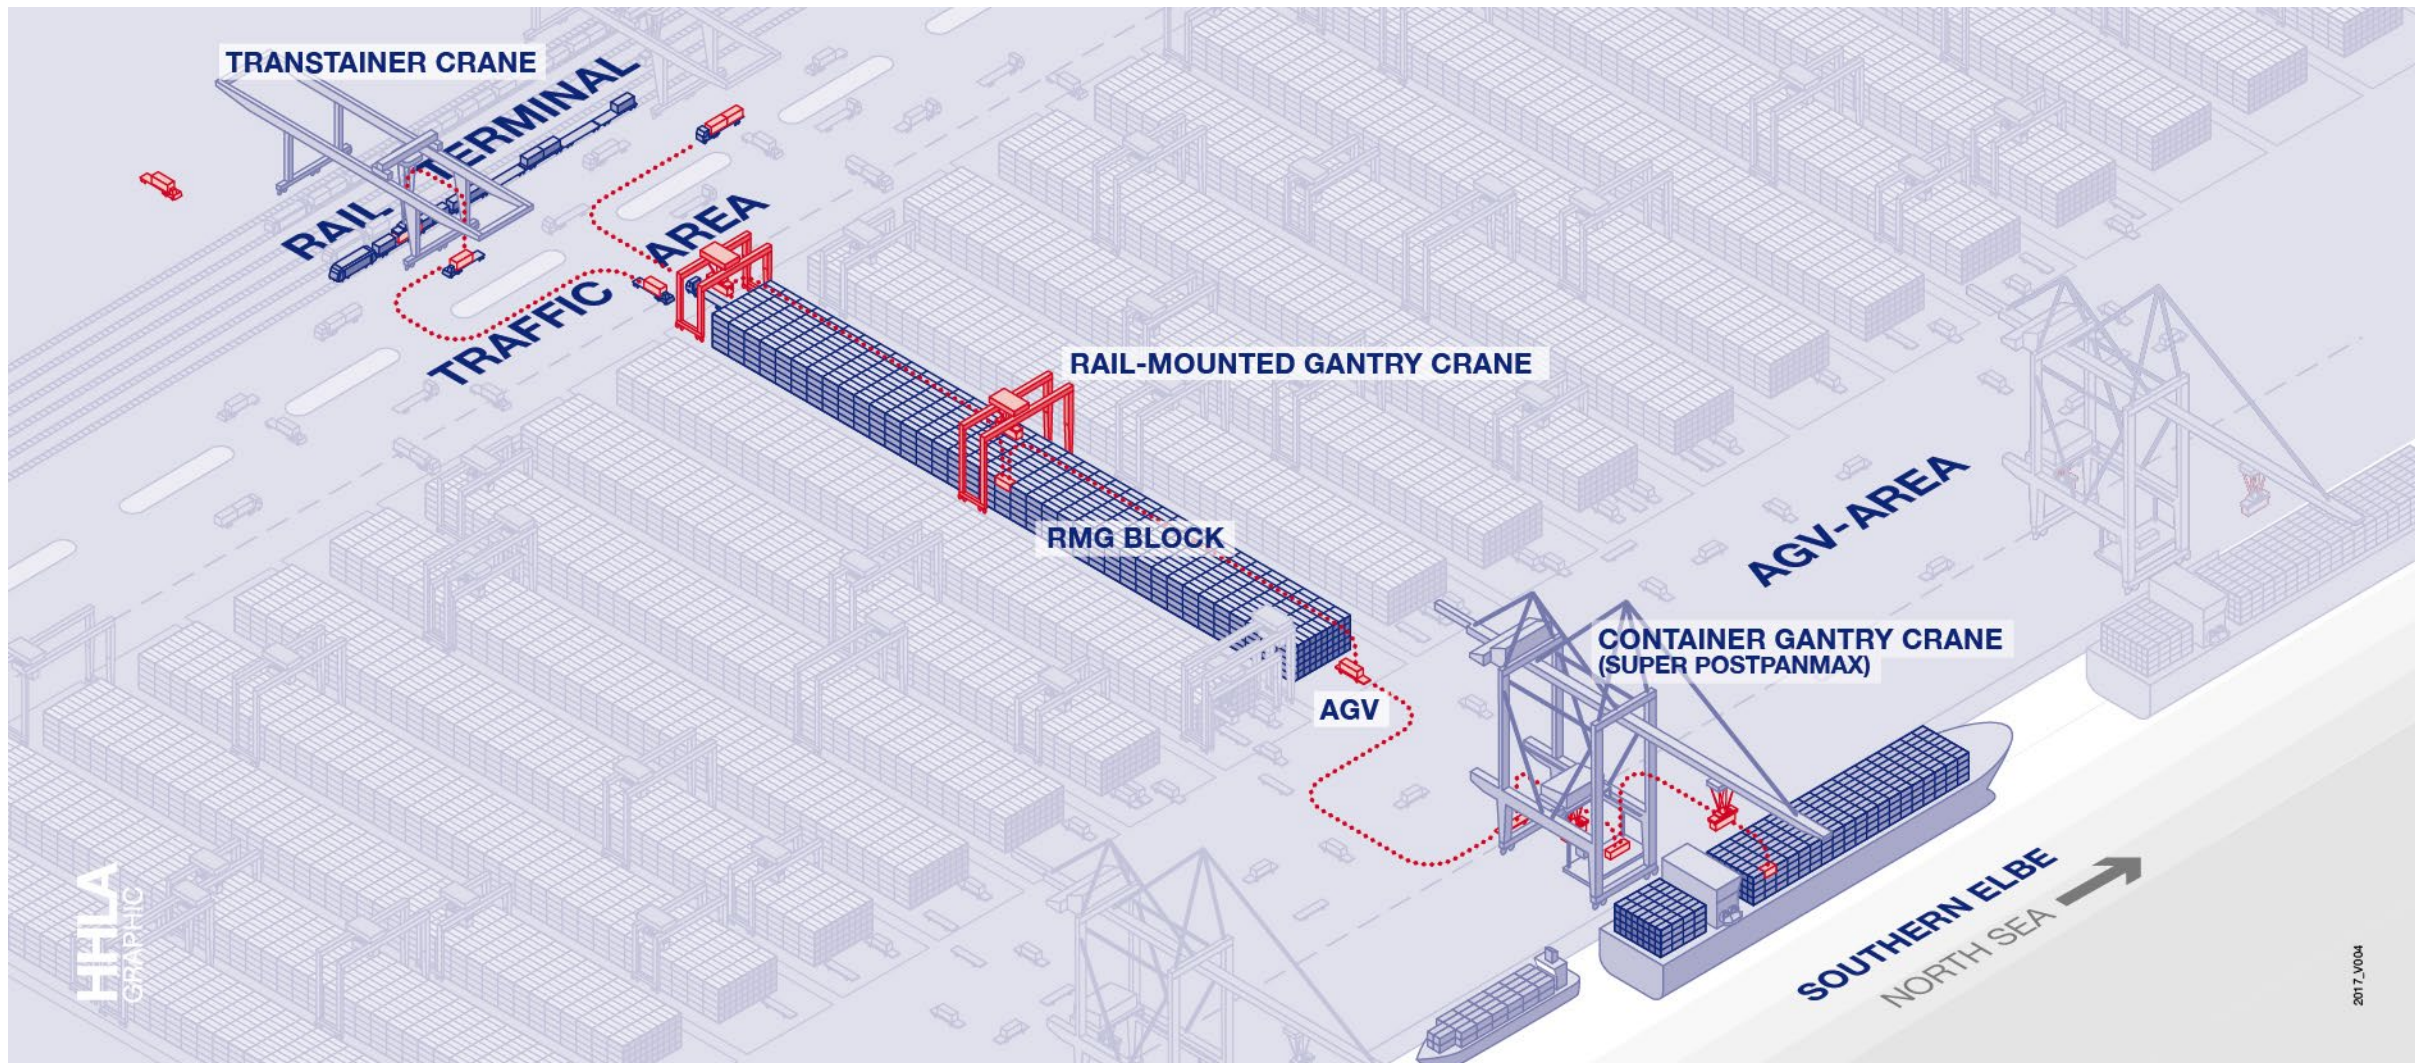 TRANSTAINER CRANE
RAIL TERMINAL
TRAFFIC AREA
RAIL-MOUNTED GANTRY CRANE
RMG BLOCK
AGV-AREA
CONTAINER GANTRY CRANE
(SUPER POSTPANMAX)
AGV
SOUTHERN ELBE
NORTH SEA
HHLA
GRAPHIC
2017_V004